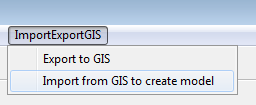 ImportExportGIS
Export to GIS
Import from GIS to create model